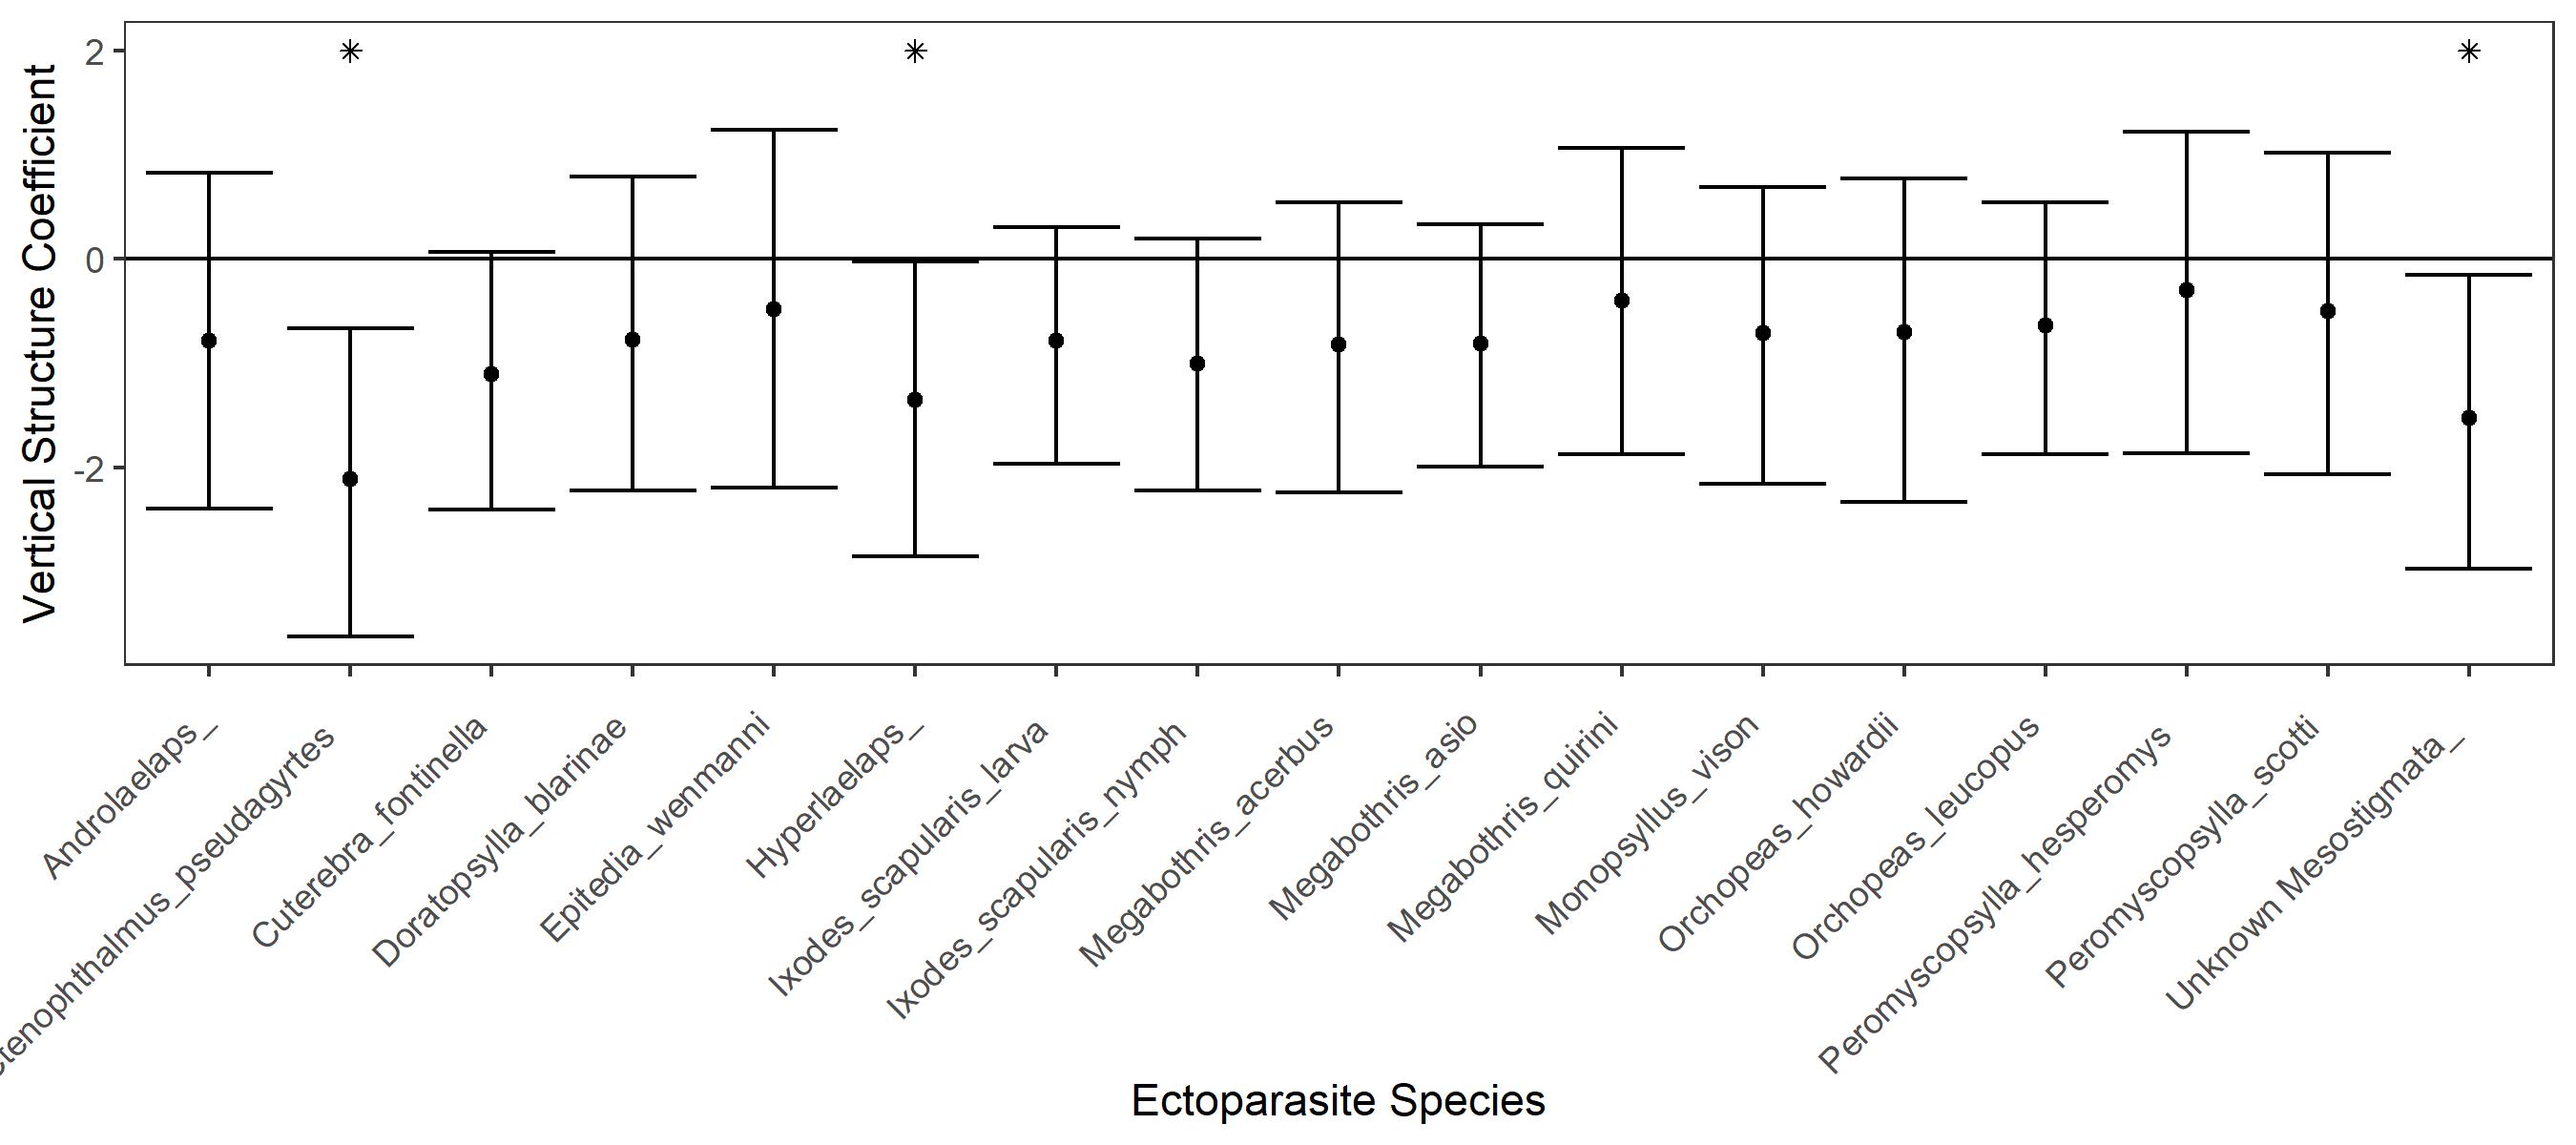 Vertical Structure Coefficient
2
0
-2
Androlaelaps_
tenophthalmus_pseudagyrtes
Cuterebra_fontinella
Doratopsylla_blarinae
Epitedia_wenmanni
Hyperlaelaps_
Ixodes_scapularis_larva
Ixodes_scapularis_nymph
Megabothris_acerbus
Megabothris_asio
Megabothris_quirini
Monopsyllus_vison
Orchopeas_howardii
Orchopeas_leucopus
Peromyscopsylla_hesperomys
Peromyscopsylla_scotti
Unknown Mesostigmata_
Ectoparasite Species